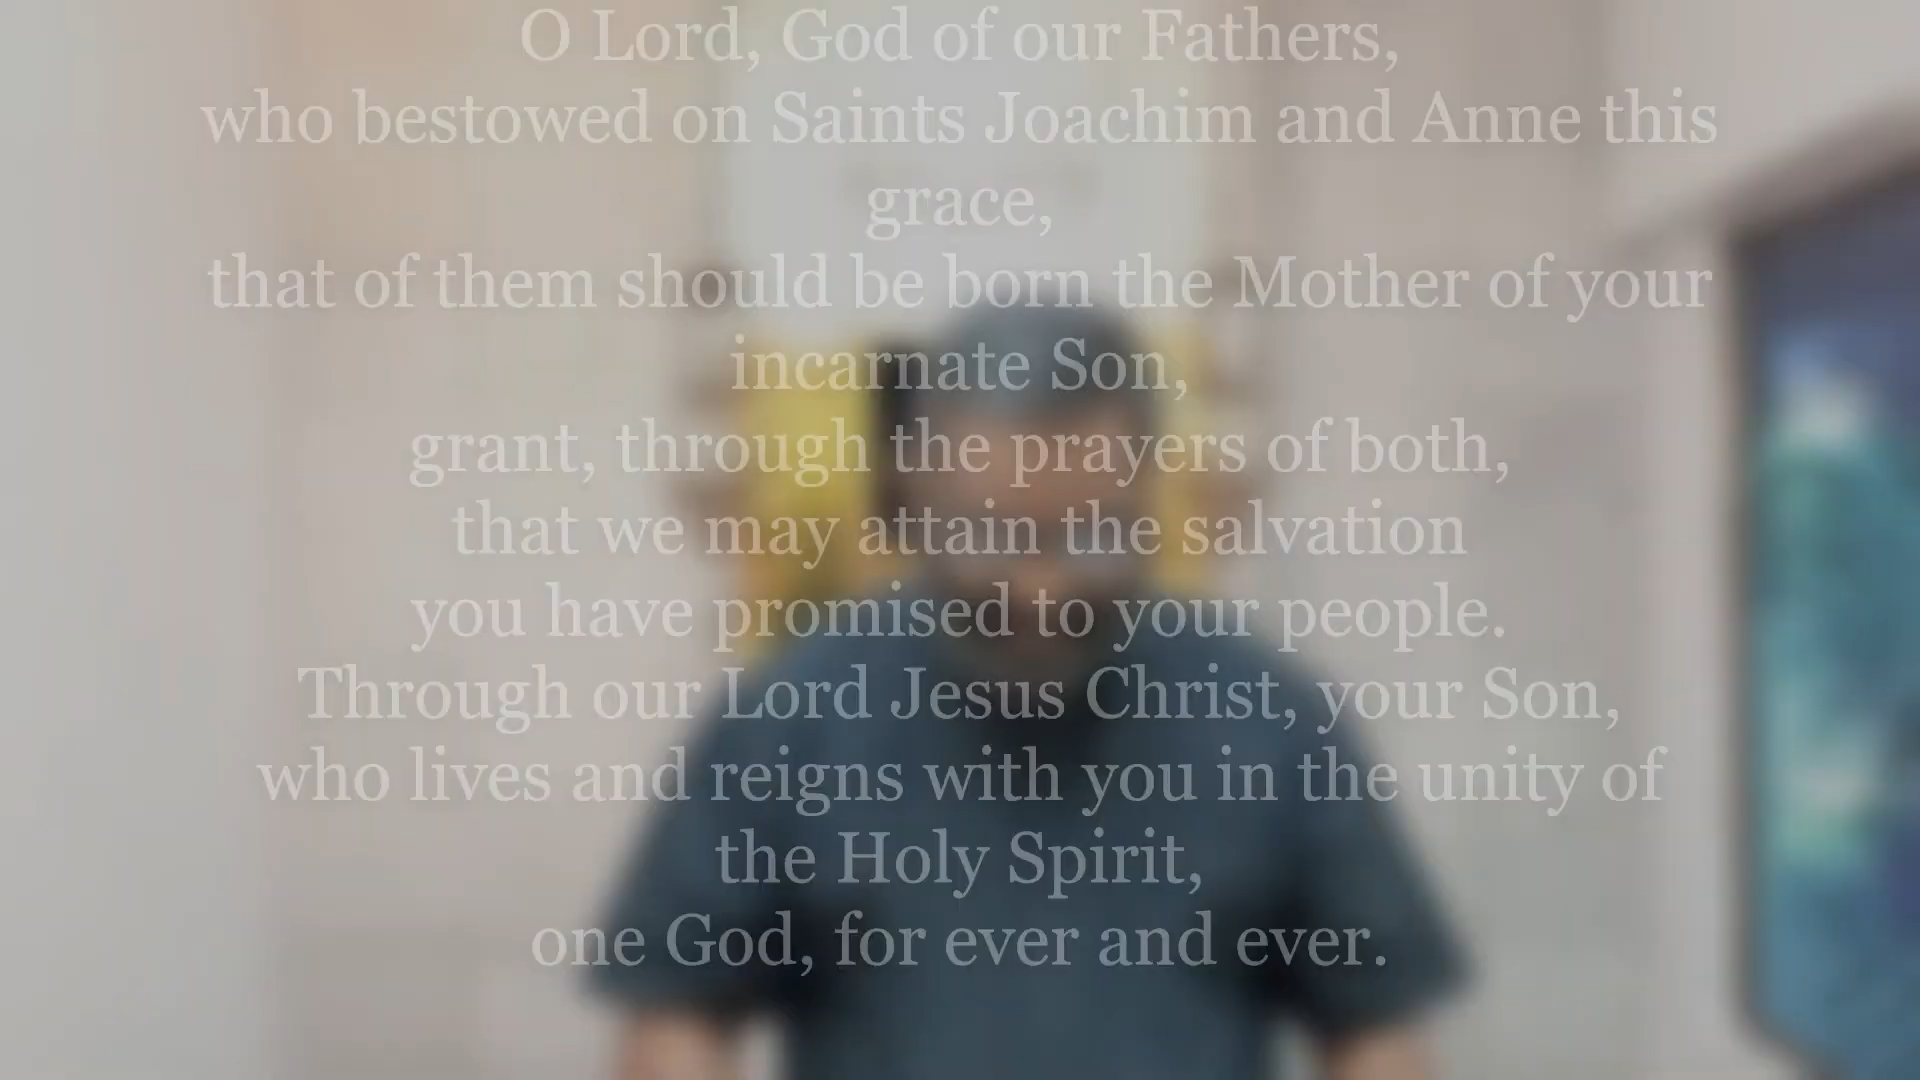 O Lord, God of our Fathers,
who bestowed on Saints Joachim and Anne this
grace,
that of them should be born the Mother of your
incarnate Son,
grant, through the prayers of both,
that we may attain the salvation
you have promised to your people.
Through our Lord Jesus Christ, your Son,
who lives and reigns with you in the unity of
the Holy Spirit,
one God, for ever and ever.